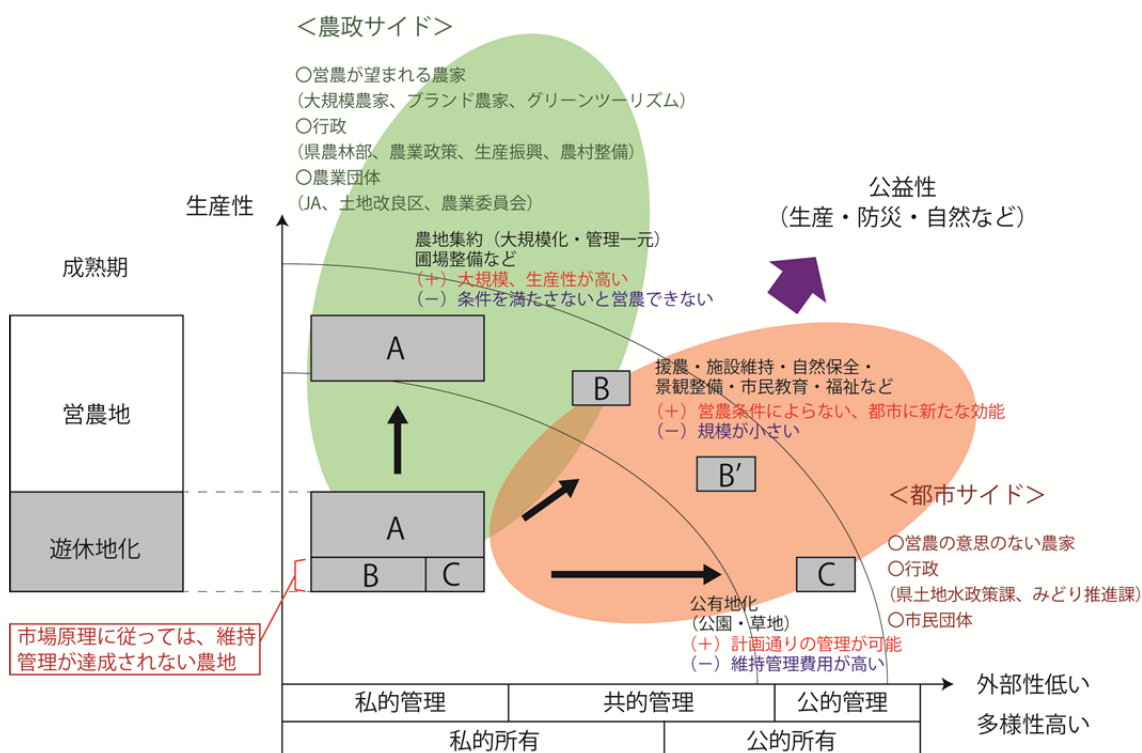 ＜農政サイド＞
○営農が望まれる農家
（大規模農家、ブランド農家、グリーンツーリズム）
○行政
（県農林部、農業政策、生産振興、農村整備）
○農業団体
（JA、土地改良区、農業委員会）
生産性
公益性
（生産・防災・自然など）
成熟期
農地集約（大規模化・管理一元）
圃場整備など
（＋）大規模、生産性が高い
（－）条件を満たさないと営農できない
A
営農地
B
援農・施設維持・自然保全・
景観整備・市民教育・福祉など
（＋）営農条件によらない、都市に新たな効能
（－）規模が小さい
B′
＜都市サイド＞
○営農の意思のない農家
○行政
（県土地水政策課、みどり推進課）
○市民団体
遊休地化
A
B
C
C
公有地化
（公園・草地）
（＋）計画通りの管理が可能
（－）維持管理費用が高い
市場原理に従っては、維持
管理が達成されない農地
私的管理
共的管理
公的管理
外部性低い
多様性高い
私的所有
公的所有